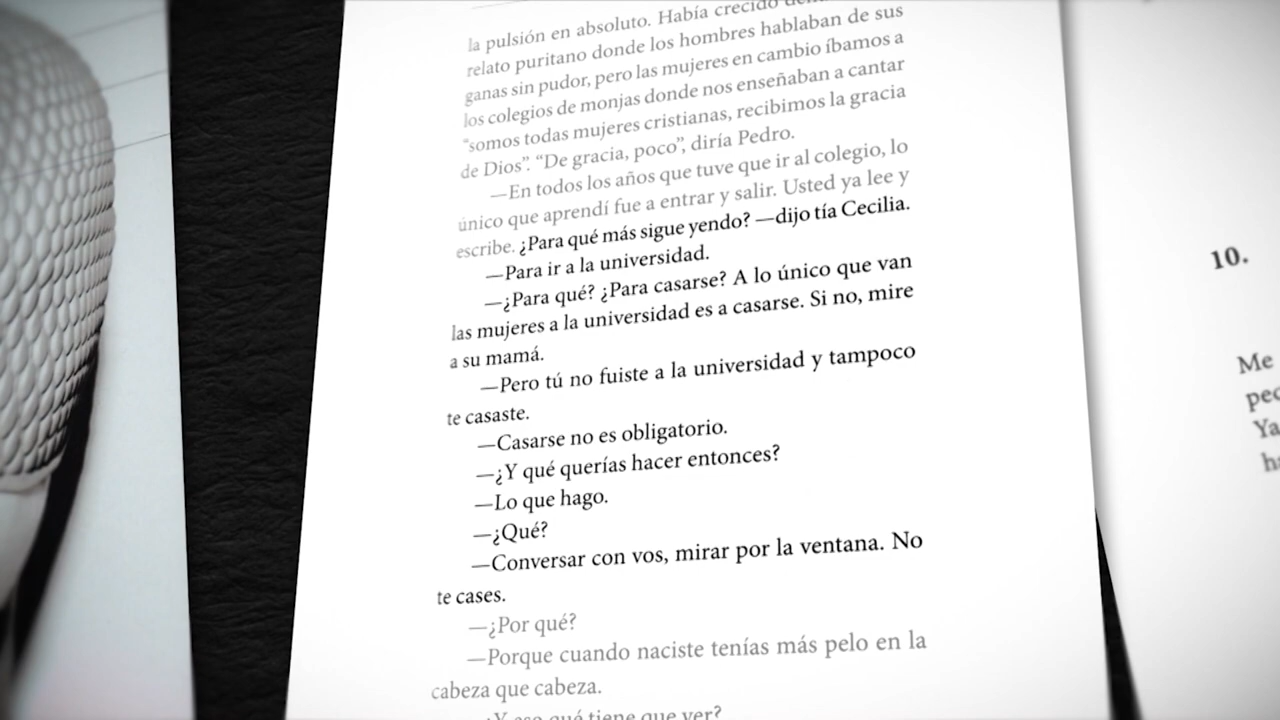 la pulsión en absoluto. Había crecido
relato puritano donde los hombres hablaban de sus
ganas sin pudor, pero las mujeres en cambio íbamos a
los colegios de monjas donde nos enseñaban a cantar
“somos todas mujeres cristianas, recibimos la gracia
de Dios”. “De gracia, poco”, diría Pedro.
—En todos los años que tuve que ir al colegio, lo
único que aprendí fue a entrar y salir. Usted ya lee y
escribe. ¿Para qué más sigue yendo? —dijo tía Cecilia.
—Para ir a la universidad.
—¿Para qué? ¿Para casarse? A lo único que van
las mujeres a la universidad es a casarse. Si no, mire
a su mamá.
—Pero tú no fuiste a la universidad y tampoco
te casaste.
—Casarse no es obligatorio.
—¿Y qué querías hacer entonces?
—Lo que hago.
—¿Qué?
—Conversar con vos, mirar por la ventana. No
te cases.
—¿Por qué?
—Porque cuando naciste tenías más pelo en la
cabeza que cabeza.
¿Y eso qué tiene que ver?
10.
Me
Ya